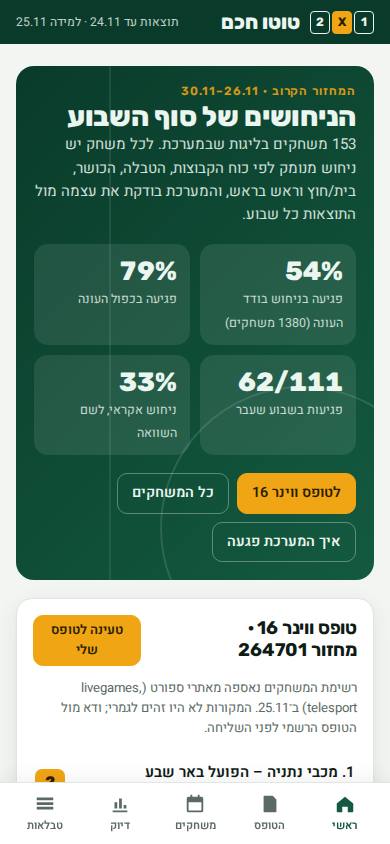 1 X 2 טוטו חכם
תוצאות עד 24.11 · למידה 25.11
המחזור הקרוב • 26.11–30.11
הניחושים של סוף השבוע
153 משחקים בליגות שבמערכת. לכל משחק יש
ניחוש מנומק לפי כוח הקבוצות, הטבלה, הכושר,
בית/חוץ וראש בראש, והמערכת בודקת את עצמה מול
התוצאות כל שבוע.
54%
פגיעה בניחוש בודד
העונה (1380 משחקים)
79%
פגיעה בכפול העונה
62/111
פגיעות בשבוע שעבר
33%
ניחוש אקראי, לשם
השוואה
לטופס ווינר 16
כל המשחקים
איך המערכת פגעה
טופס ווינר 16 •
מחזור 264701
טעינה לטופס
שלי
רשימת המשחקים נאספה מאתרי ספורט (livegames,
telesport) ב־25.11. המקורות לא היו זהים לגמרי; ודא מול
הטופס הרשמי לפני השליחה.
1. מכבי נתניה – הפועל באר שבע
ראשי
הטופס
משחקים
דיוק
טבלאות